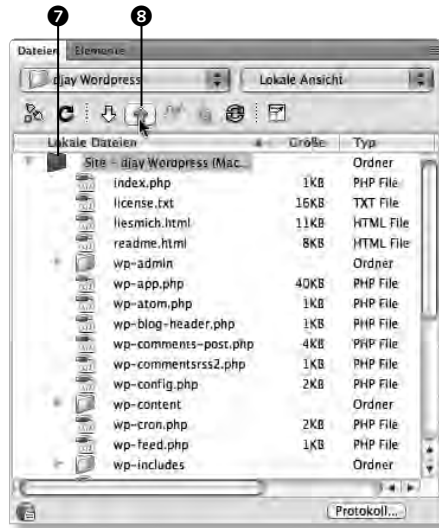 7 8
Dateien Elemente
djay Wordpress Lokale Ansicht
Lokale Dateien Größe Typ
Site – djay Wordpress (Mac... Ordner
index.php 1KB PHP File
license.txt 16KB TXT File
liesmich.html 11KB HTML File
readme.html 8KB HTML File
wp-admin Ordner
wp-app.php 40KB PHP File
wp-atom.php 1KB PHP File
wp-blog-header.php 1KB PHP File
wp-comments-post.php 4KB PHP File
wp-commentsrss2.php 1KB PHP File
wp-config.php 2KB PHP File
wp-content Ordner
wp-cron.php 2KB PHP File
wp-feed.php 1KB PHP File
wp-includes Ordner
Protokoll...